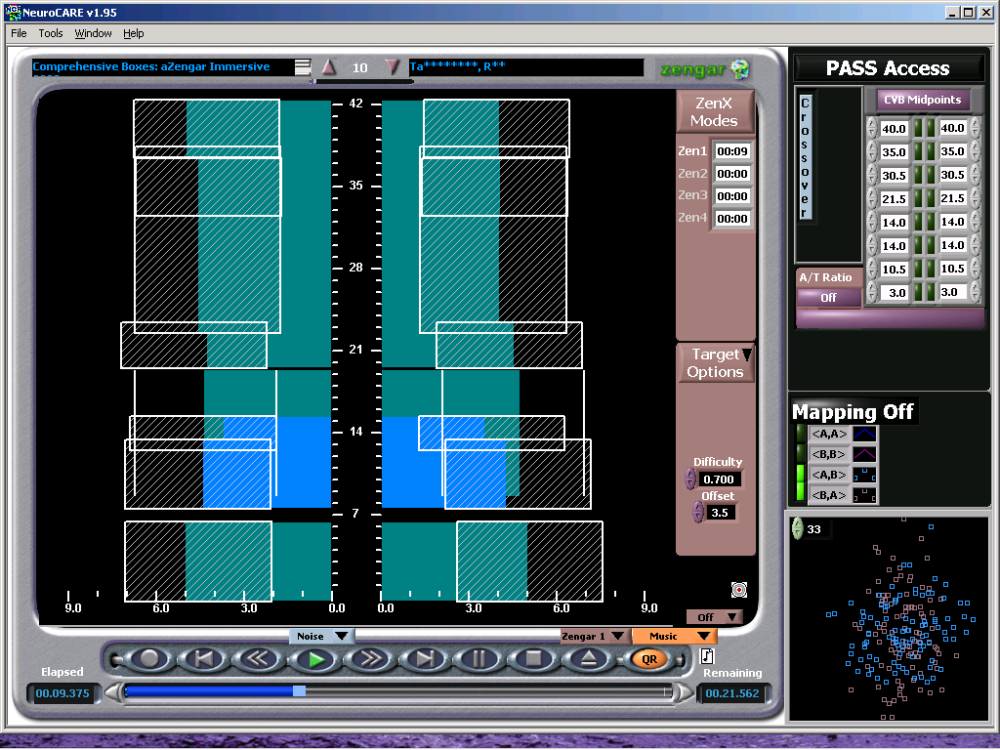 NeuroCARE v1.95
File Tools Window Help
Comprehensive Boxes: aZengar Immersive
10
Ta********, R**
zengar
42
35
28
21
14
7
9.0 6.0 3.0 0.0 0.0 3.0 6.0 9.0
ZenX
Modes
Zen1 00:09
Zen2 00:00
Zen3 00:00
Zen4 00:00
Target
Options
Difficulty
0.700
Offset
3.5
Off
Noise
Zengar 1
Music
QR
Elapsed
00.09.375
Remaining
00.21.562
PASS Access
Crossover
CVB Midpoints
40.0 40.0
35.0 35.0
30.5 30.5
21.5 21.5
14.0 14.0
14.0 14.0
10.5 10.5
3.0 3.0
A/T Ratio
Off
Mapping Off
<A,A>
<B,B>
<A,B>
<B,A>
33